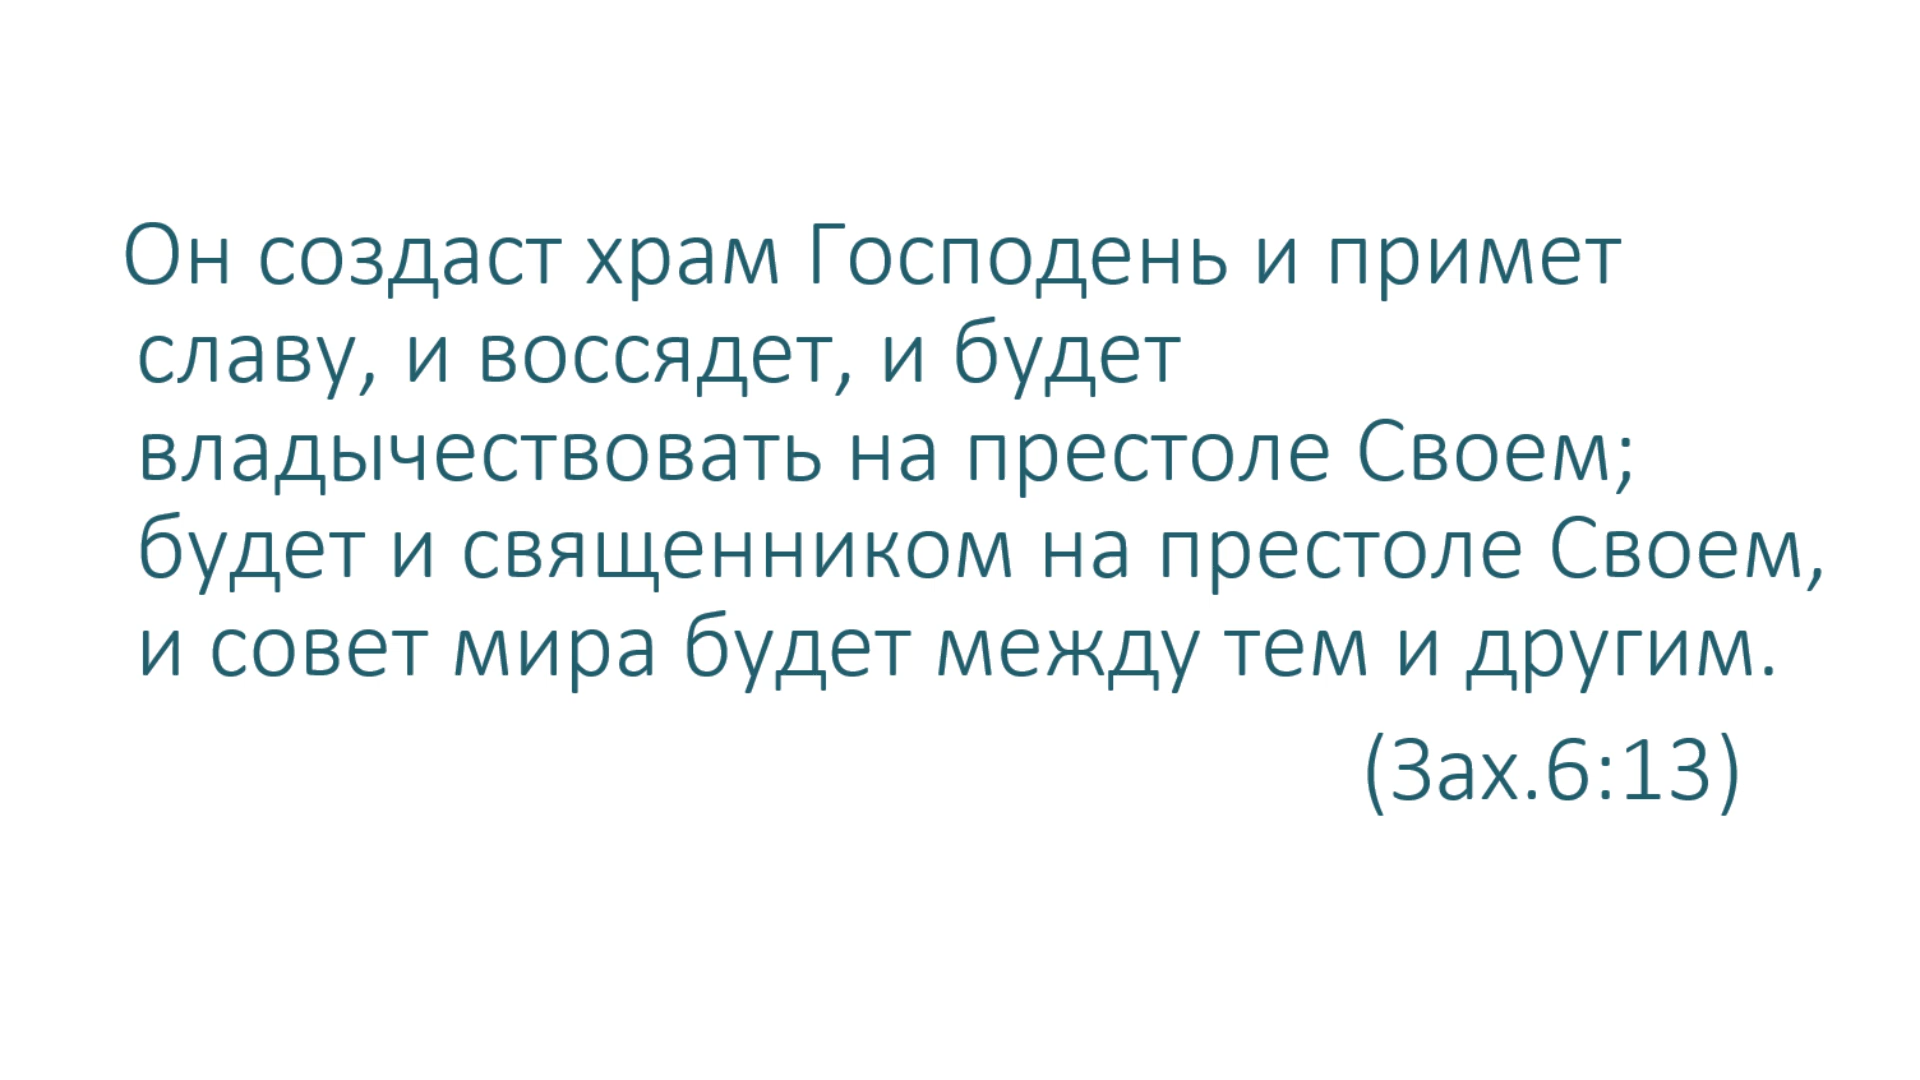 Он создаст храм Господень и примет
славу, и воссядет, и будет
владычествовать на престоле Своем;
будет и священником на престоле Своем,
и совет мира будет между тем и другим.
(Зах.6:13)